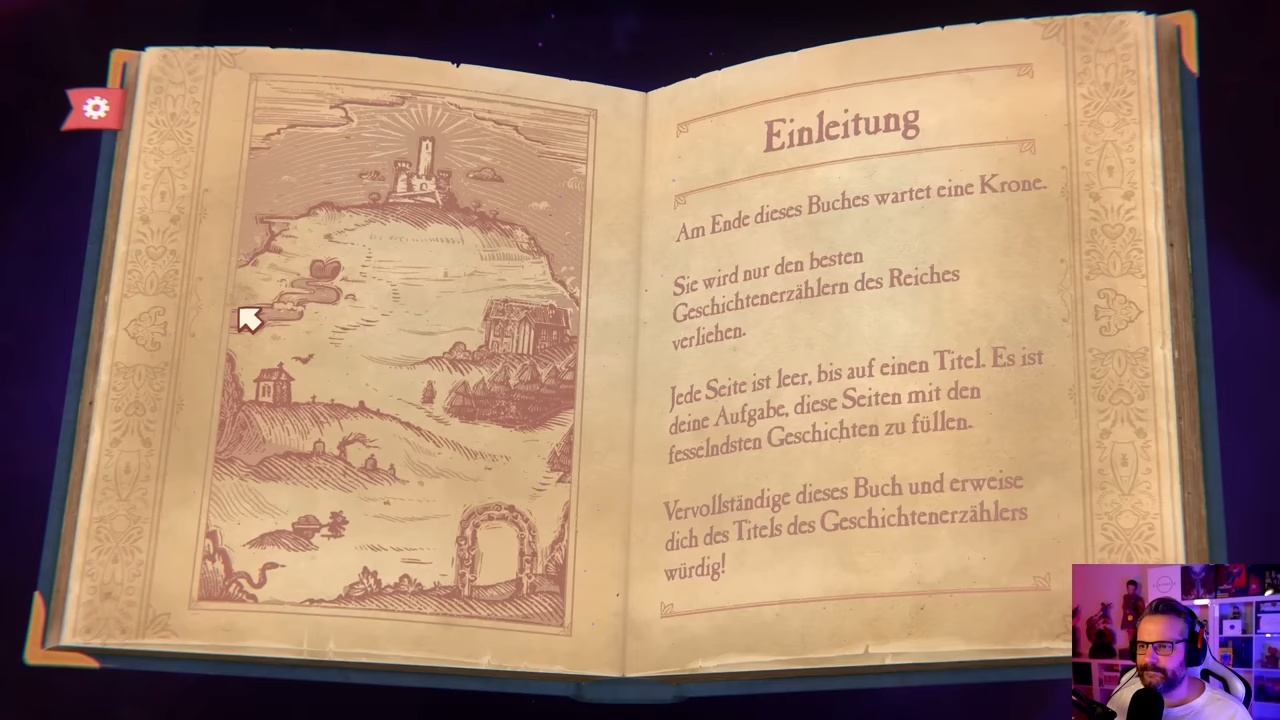 Einleitung
Am Ende dieses Buches wartet eine Krone.
Sie wird nur den besten
Geschichtenerzählern des Reiches
verliehen.
Jede Seite ist leer, bis auf einen Titel. Es ist
deine Aufgabe, diese Seiten mit den
fesselndsten Geschichten zu füllen.
Vervollständige dieses Buch und erweise
dich des Titels des Geschichtenerzählers
würdig!